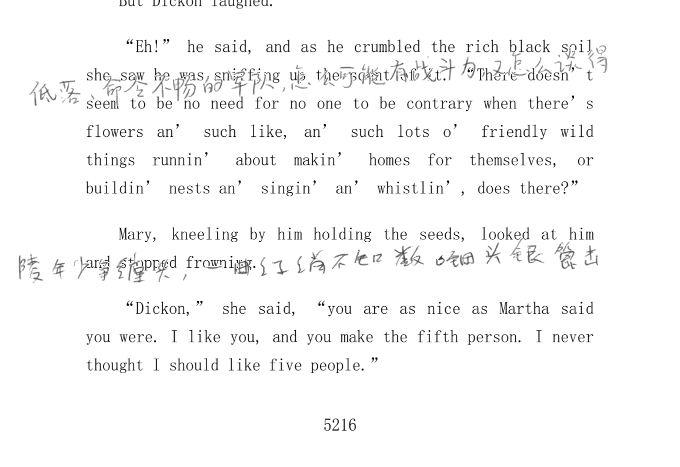 But Dickon laughed.
“Eh!” he said, and as he crumbled the rich black soil
she saw he was sniffing up the scent of it. “There doesn’t
低落、命令不畅的军队,怎么可能有战斗力,又怎么谈得
seem to be no need for no one to be contrary when there’s
flowers an’ such like, an’ such lots o’ friendly wild
things runnin’ about makin’ homes for themselves, or
buildin’ nests an’ singin’ an’ whistlin’, does there?”
Mary, kneeling by him holding the seeds, looked at him
and stopped frowning.
陵年少争缠头,一曲红绡不知数。钿头银篦击
“Dickon,” she said, “you are as nice as Martha said
you were. I like you, and you make the fifth person. I never
thought I should like five people.”
5216